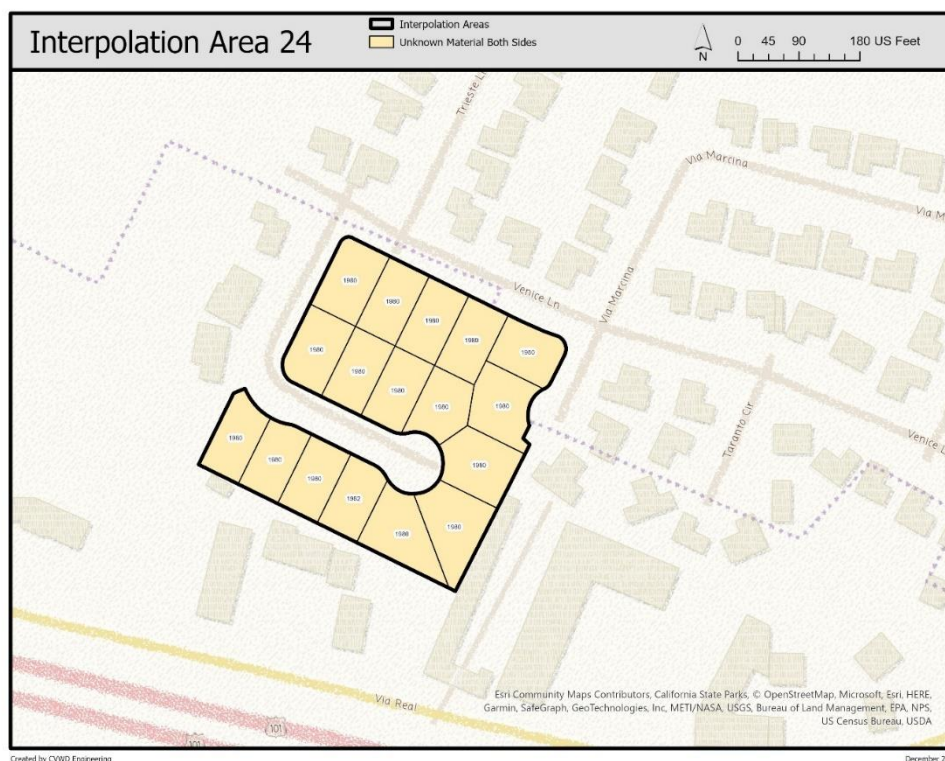 Interpolation Area 24
Interpolation Areas
Unknown Material Both Sides
N
0 45 90 180 US Feet
Trieste Ln
Via Marcina
Via M
Venice Ln
Via Marcina
1980
1980
1980
1980
1980
1980
1980
1980
1980
1980
1980
1980
1980
1980
1982
1980
Taranto Cir
Venice L
Via Real
101
101
Esri Community Maps Contributors, California State Parks, © OpenStreetMap, Microsoft, Esri, HERE,
Garmin, SafeGraph, GeoTechnologies, Inc, METI/NASA, USGS, Bureau of Land Management, EPA, NPS,
US Census Bureau, USDA
Created by CVWD Engineering
December 2